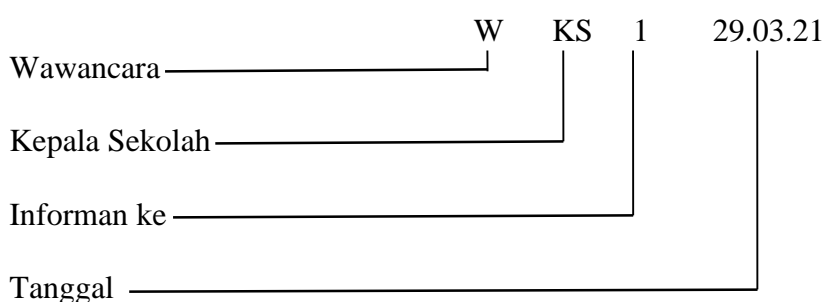 W KS 1 29.03.21
Wawancara
Kepala Sekolah
Informan ke
Tanggal